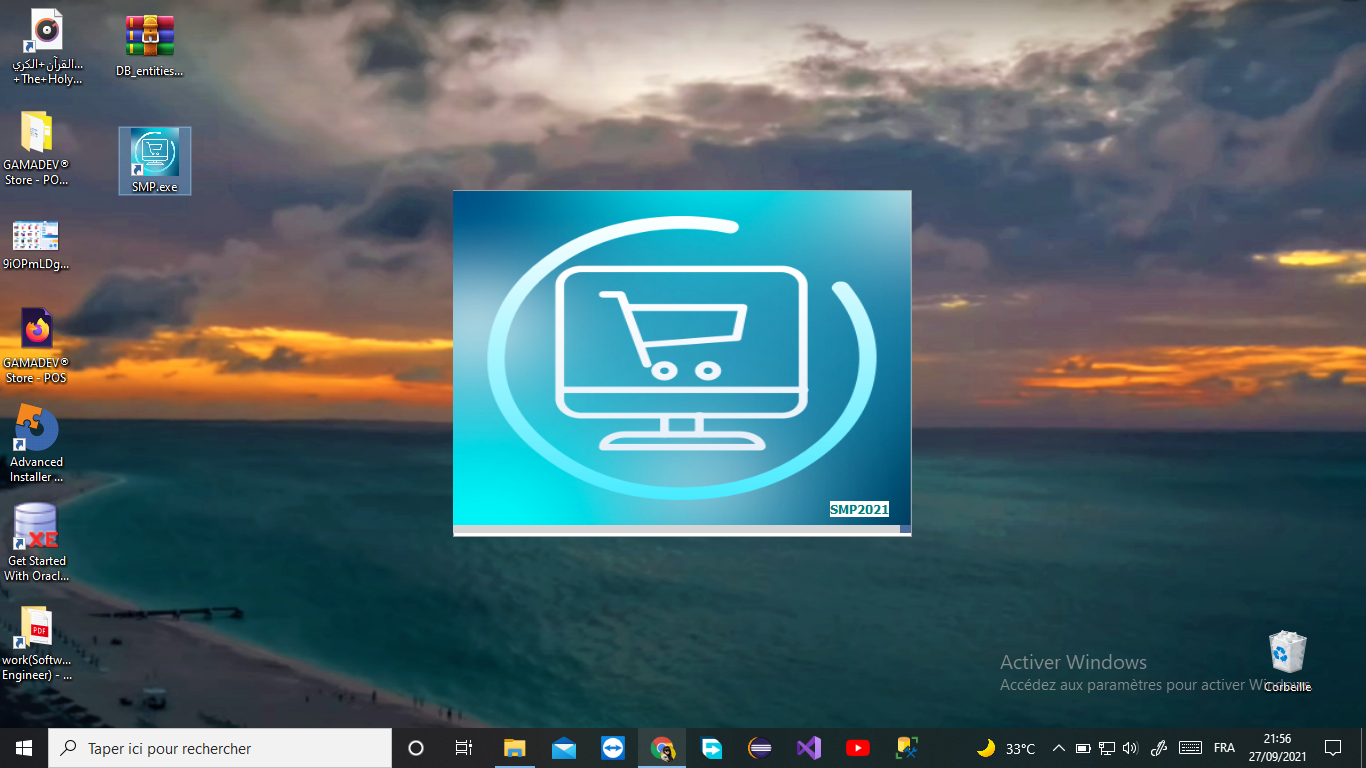 القرآن+الكري...
+The+Holy...
DB_entities...
GAMADEV®
Store - PO...
SMP.exe
9iOPmLDg...
GAMADEV®
Store - POS
Advanced
Installer ...
XE
Get Started
With Oracl...
PDF
work(Softw...
Engineer) - ...
SMP2021
Activer Windows
Accédez aux paramètres pour activer Windows.
Corbeille
Taper ici pour rechercher
33°C
FRA
21:56
27/09/2021